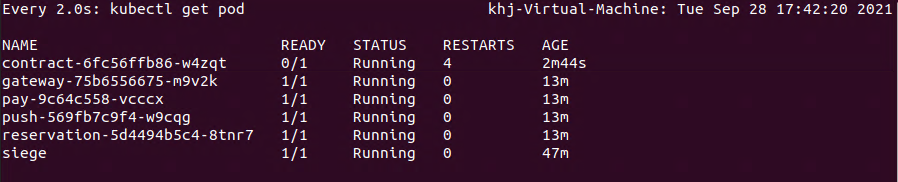 Every 2.0s: kubectl get pod khj-Virtual-Machine: Tue Sep 28 17:42:20 2021
NAME READY STATUS RESTARTS AGE
contract-6fc56ffb86-w4zqt 0/1 Running 4 2m44s
gateway-75b6556675-m9v2k 1/1 Running 0 13m
pay-9c64c558-vcccx 1/1 Running 0 13m
push-569fb7c9f4-w9cqg 1/1 Running 0 13m
reservation-5d4494b5c4-8tnr7 1/1 Running 0 13m
siege 1/1 Running 0 47m